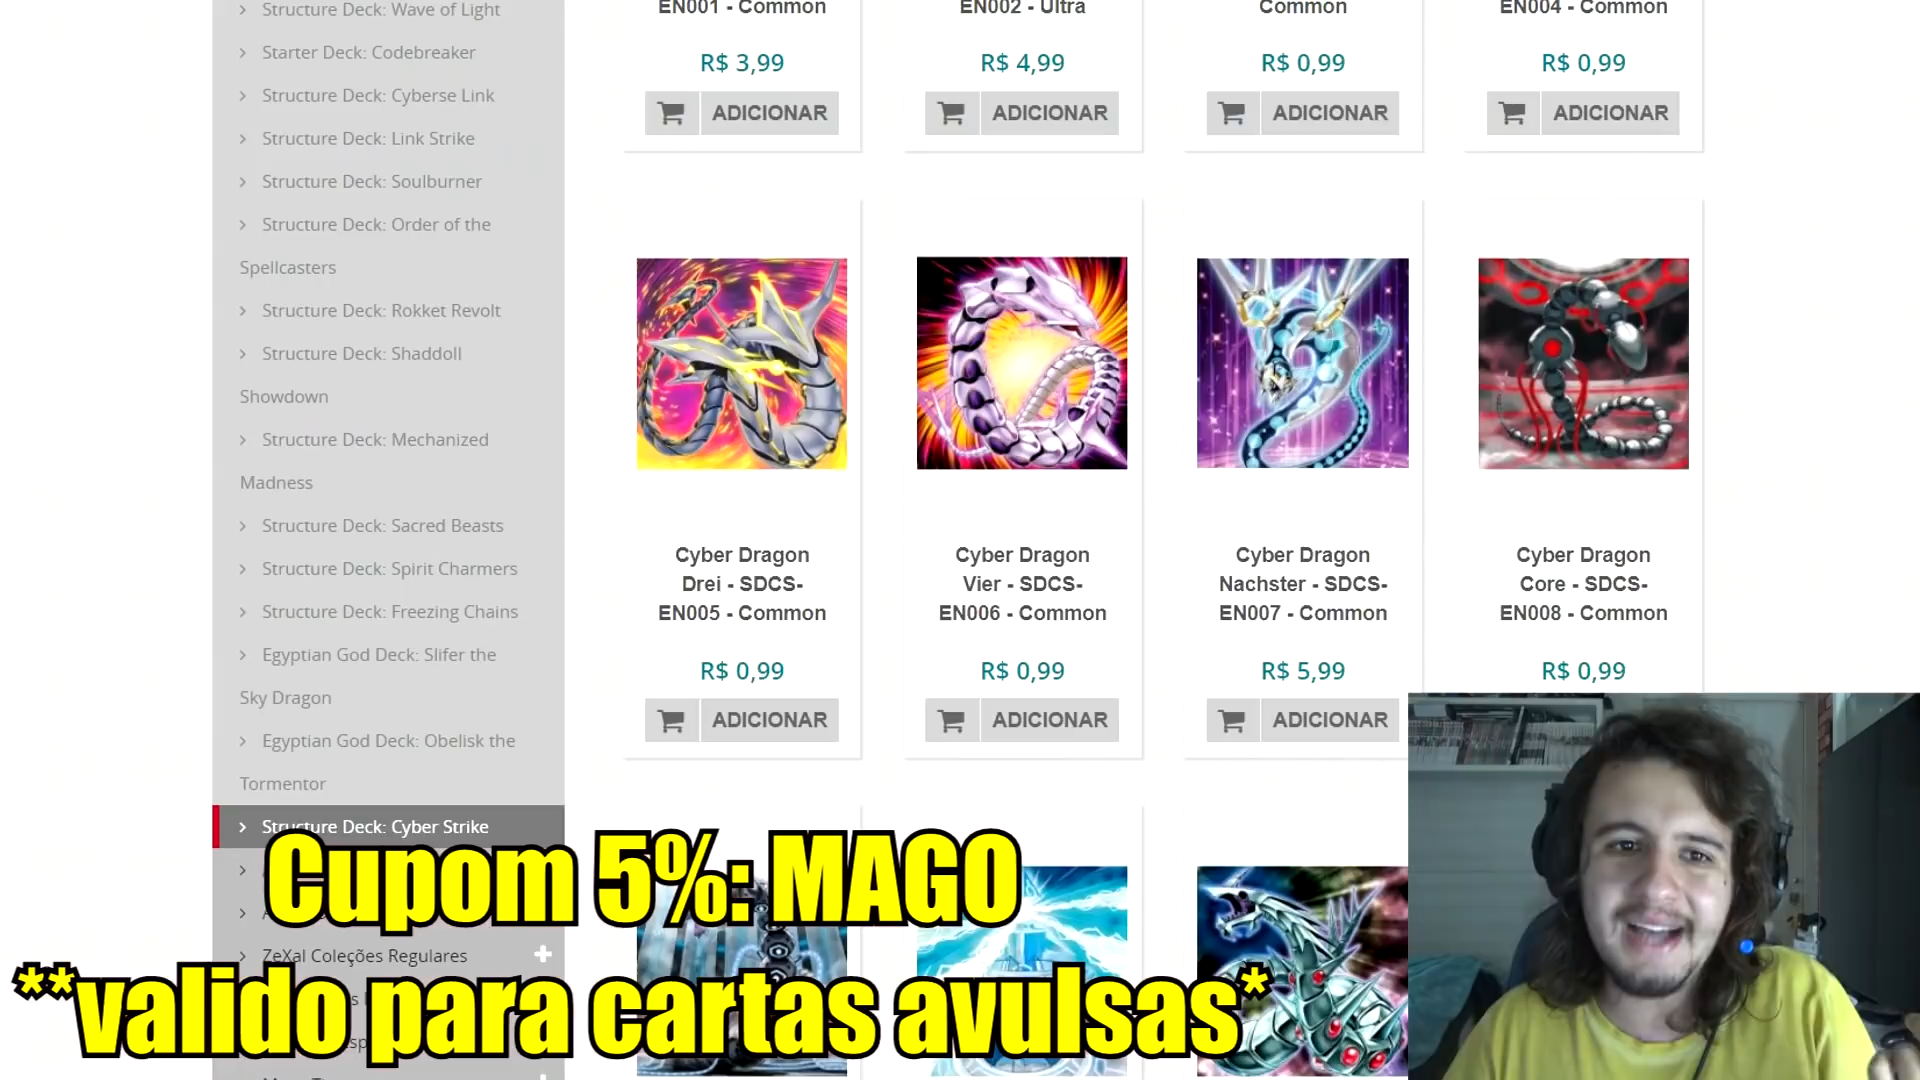 Structure Deck: Wave of Light
Starter Deck: Codebreaker
Structure Deck: Cyberse Link
Structure Deck: Link Strike
Structure Deck: Soulburner
Structure Deck: Order of the
Spellcasters
Structure Deck: Rokket Revolt
Structure Deck: Shaddoll
Showdown
Structure Deck: Mechanized
Madness
Structure Deck: Sacred Beasts
Structure Deck: Spirit Charmers
Structure Deck: Freezing Chains
Egyptian God Deck: Slifer the
Sky Dragon
Egyptian God Deck: Obelisk the
Tormentor
Structure Deck: Cyber Strike
ZeXal Coleções Regulares
EN001 - Common
R$ 3,99
ADICIONAR
EN002 - Ultra
R$ 4,99
ADICIONAR
Common
R$ 0,99
ADICIONAR
EN004 - Common
R$ 0,99
ADICIONAR
Cyber Dragon
Drei - SDCS-
EN005 - Common
R$ 0,99
ADICIONAR
Cyber Dragon
Vier - SDCS-
EN006 - Common
R$ 0,99
ADICIONAR
Cyber Dragon
Nachster - SDCS-
EN007 - Common
R$ 5,99
ADICIONAR
Cyber Dragon
Core - SDCS-
EN008 - Common
R$ 0,99
Cupom 5%: MAGO
**valido para cartas avulsas*